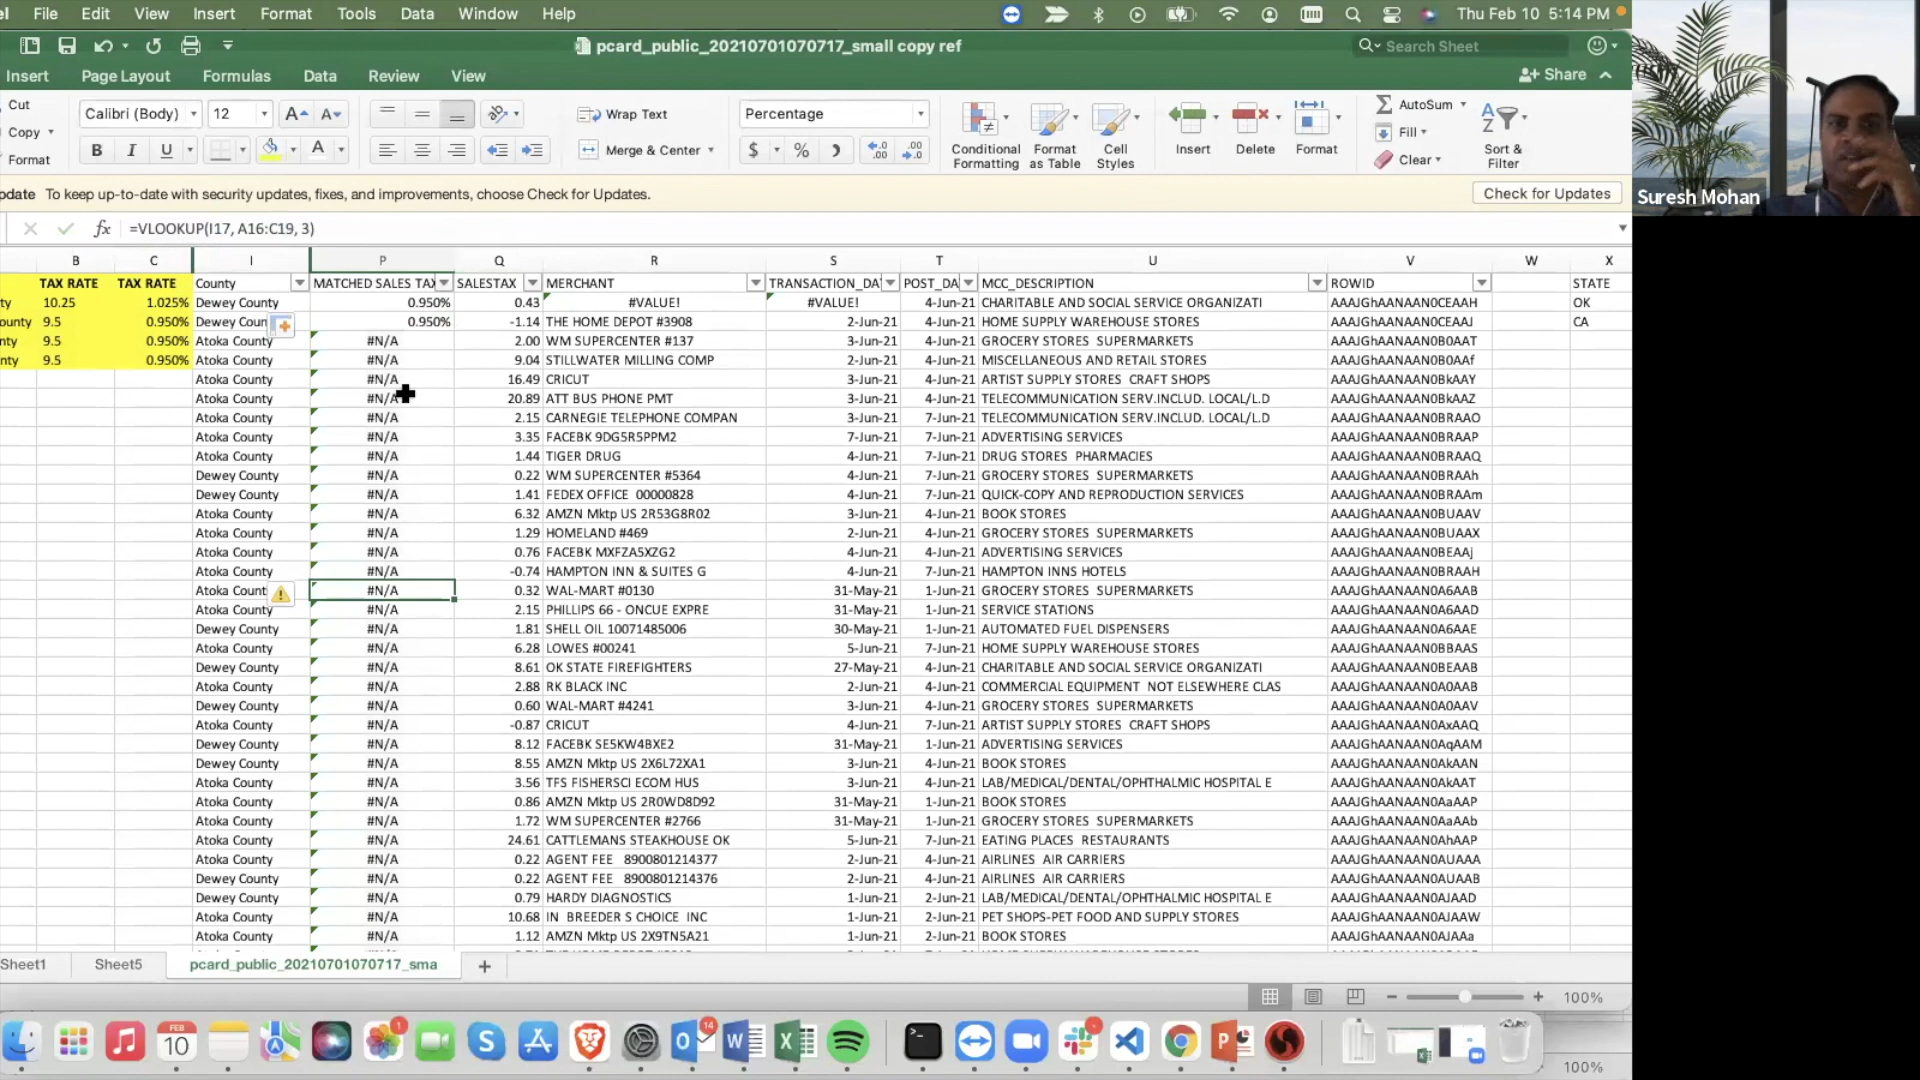 File Edit View Insert Format Tools Data Window Help Thu Feb 10 5:14 PM
pcard_public_20210701070717_small copy ref Search Sheet
Insert Page Layout Formulas Data Review View Share
Cut Calibri (Body) 12 Wrap Text Percentage AutoSum
Copy Fill
Format Merge & Center $ % Conditional Formatting Format as Table Cell Styles Insert Delete Format Clear Sort & Filter
pdate To keep up-to-date with security updates, fixes, and improvements, choose Check for Updates. Check for Updates
Suresh Mohan
fx =VLOOKUP(I17, A16:C19, 3)
B C I P Q R S T U V W X
TAX RATE TAX RATE County MATCHED SALES TAX SALESTAX MERCHANT TRANSACTION_DA POST_DA MCC_DESCRIPTION ROWID STATE
ty 10.25 1.025% Dewey County 0.950% 0.43 #VALUE! #VALUE! 4-Jun-21 CHARITABLE AND SOCIAL SERVICE ORGANIZATI AAAJGhAANAAN0CEAAH OK
ounty 9.5 0.950% Dewey Coun 0.950% -1.14 THE HOME DEPOT #3908 2-Jun-21 4-Jun-21 HOME SUPPLY WAREHOUSE STORES AAAJGhAANAAN0CEAAJ CA
nty 9.5 0.950% Atoka County #N/A 2.00 WM SUPERCENTER #137 3-Jun-21 4-Jun-21 GROCERY STORES SUPERMARKETS AAAJGhAANAAN0B0AAT
nty 9.5 0.950% Atoka County #N/A 9.04 STILLWATER MILLING COMP 2-Jun-21 4-Jun-21 MISCELLANEOUS AND RETAIL STORES AAAJGhAANAAN0B0AAf
Atoka County #N/A 16.49 CRICUT 3-Jun-21 4-Jun-21 ARTIST SUPPLY STORES CRAFT SHOPS AAAJGhAANAAN0BkAAY
Atoka County #N/A 20.89 ATT BUS PHONE PMT 3-Jun-21 4-Jun-21 TELECOMMUNICATION SERV.INCLUD. LOCAL/L.D AAAJGhAANAAN0BkAAZ
Atoka County #N/A 2.15 CARNEGIE TELEPHONE COMPAN 3-Jun-21 7-Jun-21 TELECOMMUNICATION SERV.INCLUD. LOCAL/L.D AAAJGhAANAAN0BRAAO
Atoka County #N/A 3.35 FACEBK 9DG5R5PPM2 7-Jun-21 7-Jun-21 ADVERTISING SERVICES AAAJGhAANAAN0BRAAP
Atoka County #N/A 1.44 TIGER DRUG 4-Jun-21 7-Jun-21 DRUG STORES PHARMACIES AAAJGhAANAAN0BRAAQ
Dewey County #N/A 0.22 WM SUPERCENTER #5364 4-Jun-21 7-Jun-21 GROCERY STORES SUPERMARKETS AAAJGhAANAAN0BRAAh
Dewey County #N/A 1.41 FEDEX OFFICE 00000828 4-Jun-21 7-Jun-21 QUICK-COPY AND REPRODUCTION SERVICES AAAJGhAANAAN0BRAAm
Atoka County #N/A 6.32 AMZN Mktp US 2R53G8R02 2-Jun-21 4-Jun-21 BOOK STORES AAAJGhAANAAN0BUAAV
Atoka County #N/A 1.29 HOMELAND #469 2-Jun-21 4-Jun-21 GROCERY STORES SUPERMARKETS AAAJGhAANAAN0BUAAX
Atoka County #N/A 0.76 FACEBK MXFZA5XZG2 4-Jun-21 4-Jun-21 ADVERTISING SERVICES AAAJGhAANAAN0BEAAj
Atoka County #N/A -0.74 HAMPTON INN & SUITES G 4-Jun-21 7-Jun-21 HAMPTON INNS HOTELS AAAJGhAANAAN0BRAAH
Atoka Count #N/A 0.32 WAL-MART #0130 31-May-21 1-Jun-21 GROCERY STORES SUPERMARKETS AAAJGhAANAAN0A6AAB
Atoka County #N/A 2.15 PHILLIPS 66 - ONCUE EXPRE 31-May-21 1-Jun-21 SERVICE STATIONS AAAJGhAANAAN0A6AAD
Dewey County #N/A 1.81 SHELL OIL 10071485006 30-May-21 1-Jun-21 AUTOMATED FUEL DISPENSERS AAAJGhAANAAN0A6AAE
Atoka County #N/A 6.28 LOWES #00241 5-Jun-21 7-Jun-21 HOME SUPPLY WAREHOUSE STORES AAAJGhAANAAN0BBAAS
Dewey County #N/A 8.61 OK STATE FIREFIGHTERS 27-May-21 4-Jun-21 CHARITABLE AND SOCIAL SERVICE ORGANIZATI AAAJGhAANAAN0BEAAB
Atoka County #N/A 2.88 RK BLACK INC 2-Jun-21 4-Jun-21 COMMERCIAL EQUIPMENT NOT ELSEWHERE CLAS AAAJGhAANAAN0A0AAB
Dewey County #N/A 0.60 WAL-MART #4241 3-Jun-21 4-Jun-21 GROCERY STORES SUPERMARKETS AAAJGhAANAAN0A0AAV
Atoka County #N/A -0.87 CRICUT 4-Jun-21 7-Jun-21 ARTIST SUPPLY STORES CRAFT SHOPS AAAJGhAANAAN0AxAAQ
Dewey County #N/A 8.12 FACEBK SE5KW4BXE2 31-May-21 1-Jun-21 ADVERTISING SERVICES AAAJGhAANAAN0AqAAM
Dewey County #N/A 8.55 AMZN Mktp US 2X6L72XA1 3-Jun-21 4-Jun-21 BOOK STORES AAAJGhAANAAN0AkAAN
Atoka County #N/A 3.56 TFS FISHERSCI ECOM HUS 3-Jun-21 4-Jun-21 LAB/MEDICAL/DENTAL/OPHTHALMIC HOSPITAL E AAAJGhAANAAN0AkAAT
Atoka County #N/A 0.86 AMZN Mktp US 2R0WD8D92 31-May-21 1-Jun-21 BOOK STORES AAAJGhAANAAN0AaAAP
Atoka County #N/A 1.72 WM SUPERCENTER #2766 31-May-21 1-Jun-21 GROCERY STORES SUPERMARKETS AAAJGhAANAAN0AaAAb
Atoka County #N/A 24.61 CATTLEMANS STEAKHOUSE OK 5-Jun-21 7-Jun-21 EATING PLACES RESTAURANTS AAAJGhAANAAN0AhAAP
Atoka County #N/A 0.22 AGENT FEE 8900801214377 2-Jun-21 4-Jun-21 AIRLINES AIR CARRIERS AAAJGhAANAAN0AUAAA
Dewey County #N/A 0.22 AGENT FEE 8900801214376 2-Jun-21 4-Jun-21 AIRLINES AIR CARRIERS AAAJGhAANAAN0AUAAB
Dewey County #N/A 0.79 HARDY DIAGNOSTICS 1-Jun-21 2-Jun-21 LAB/MEDICAL/DENTAL/OPHTHALMIC HOSPITAL E AAAJGhAANAAN0AJAAD
Atoka County #N/A 10.68 IN BREEDER S CHOICE INC 1-Jun-21 2-Jun-21 PET SHOPS-PET FOOD AND SUPPLY STORES AAAJGhAANAAN0AJAAW
Atoka County #N/A 1.12 AMZN Mktp US 2X9TN5A21 1-Jun-21 2-Jun-21 BOOK STORES AAAJGhAANAAN0AJAAa
Sheet1 Sheet5 pcard_public_20210701070717_sma
100%
FEB 10 1 14
100%